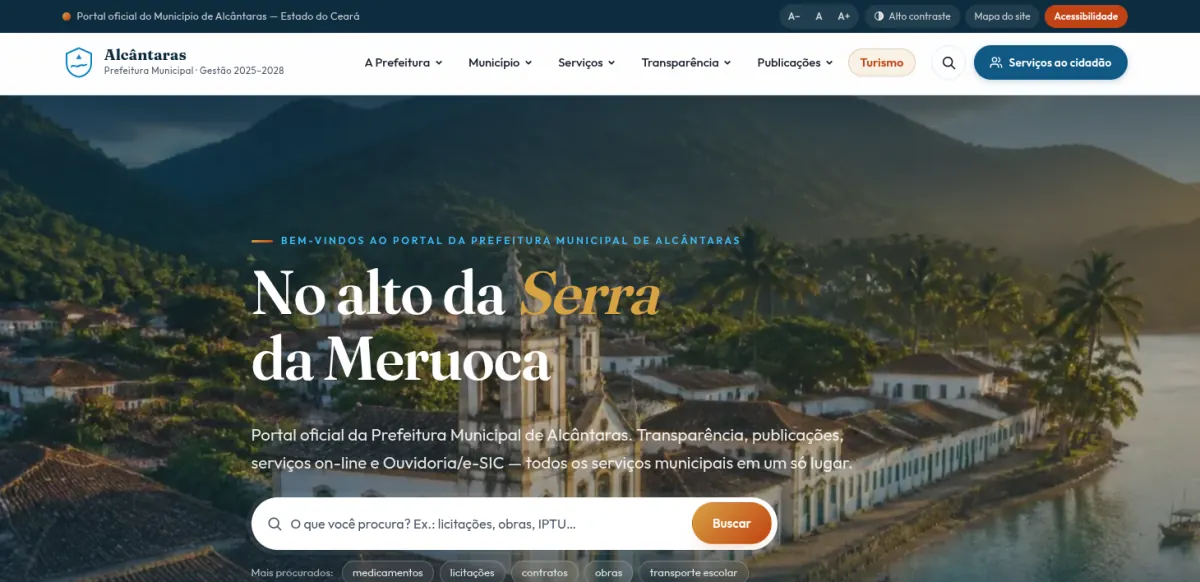 Portal oficial do Município de Alcântaras — Estado do Ceará
A− A A+ Alto contraste Mapa do site Acessibilidade
Alcântaras
Prefeitura Municipal · Gestão 2025–2028
A Prefeitura Município Serviços Transparência Publicações Turismo Serviços ao cidadão
BEM-VINDOS AO PORTAL DA PREFEITURA MUNICIPAL DE ALCÂNTARAS
No alto da Serra
da Meruoca
Portal oficial da Prefeitura Municipal de Alcântaras. Transparência, publicações,
serviços on-line e Ouvidoria/e-SIC — todos os serviços municipais em um só lugar.
O que você procura? Ex.: licitações, obras, IPTU... Buscar
Mais procurados: medicamentos licitações contratos obras transporte escolar